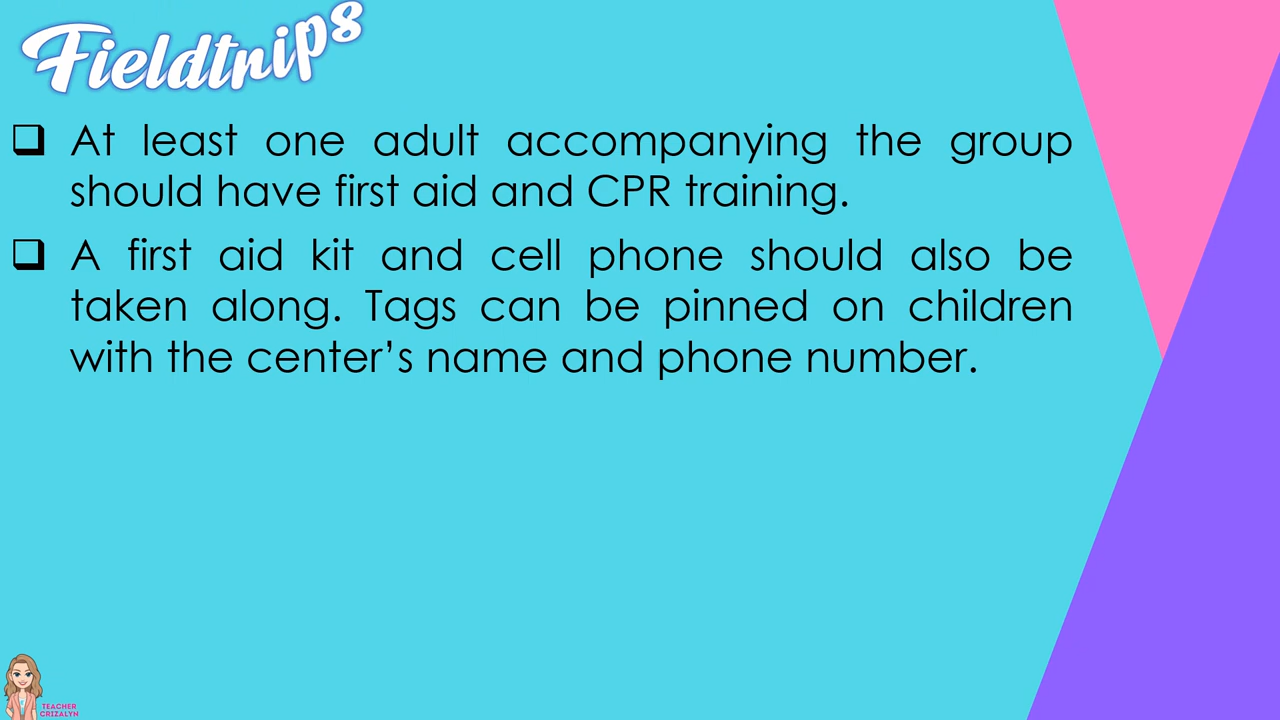 Fieldtrips
❑ At least one adult accompanying the group
should have first aid and CPR training.
❑ A first aid kit and cell phone should also be
taken along. Tags can be pinned on children
with the center’s name and phone number.
TEACHER
CRIZALYN